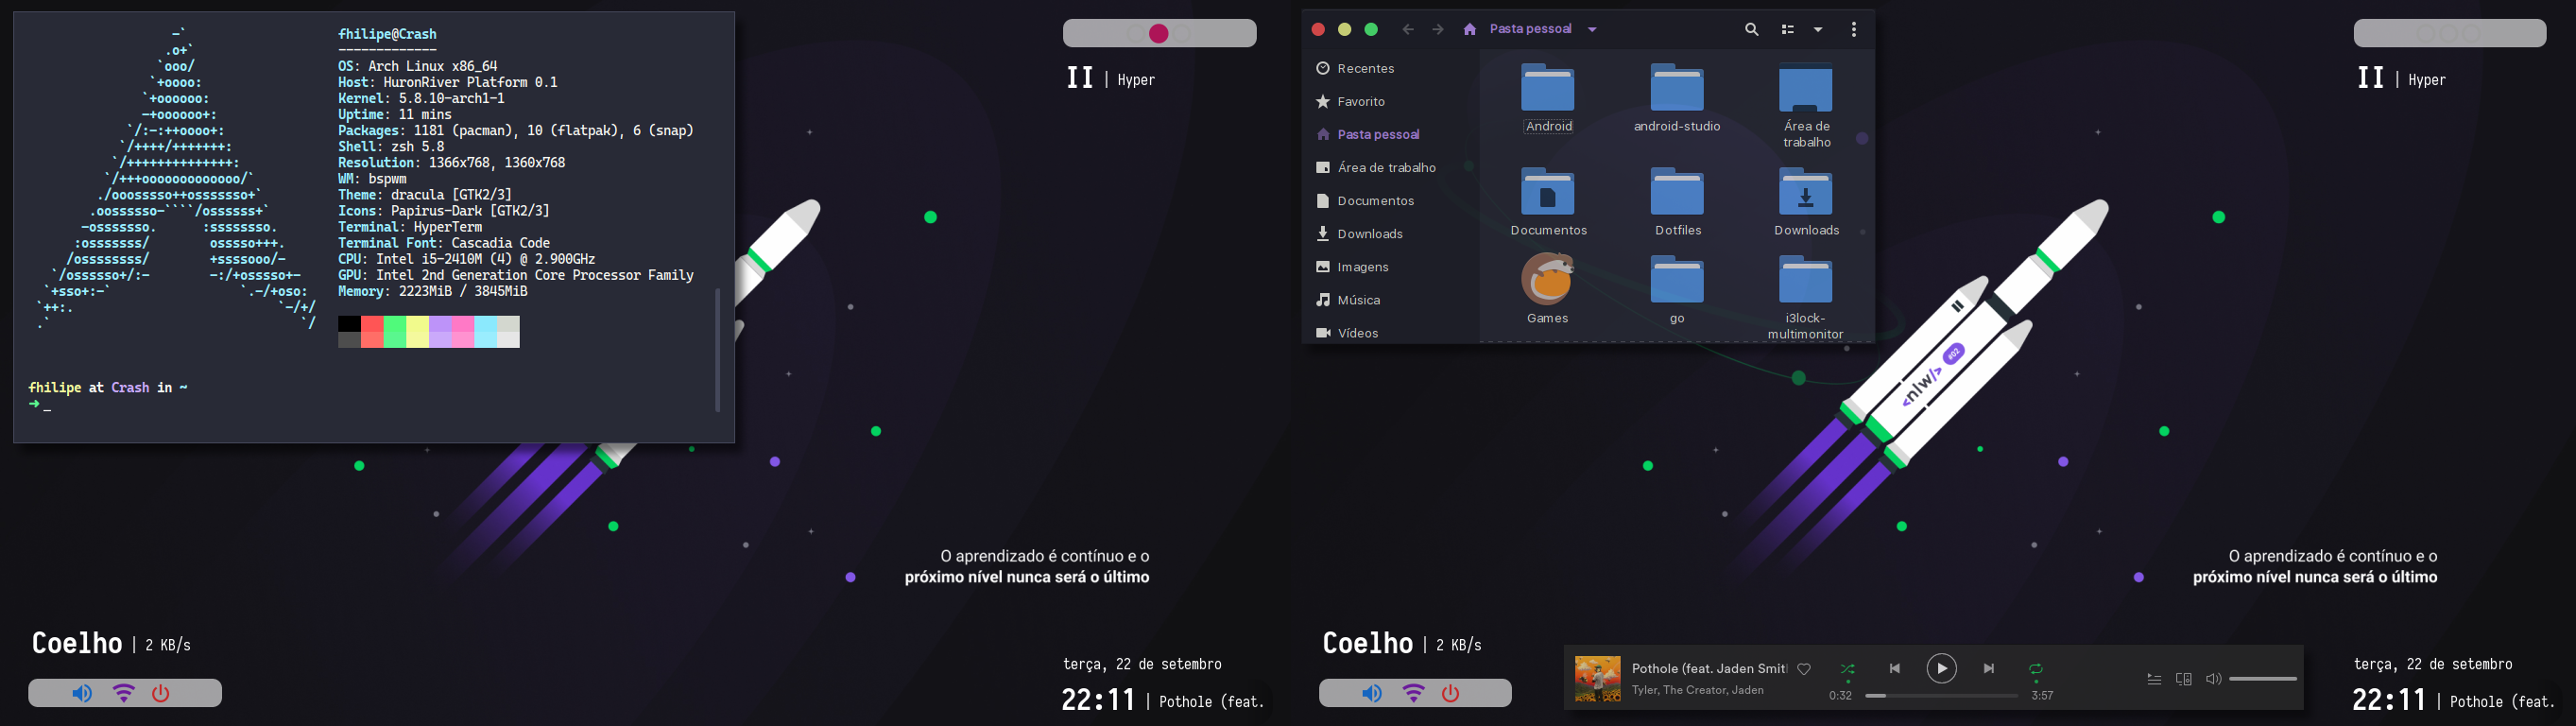 fhilipe@Crash
-------------
OS: Arch Linux x86_64
Host: HuronRiver Platform 0.1
Kernel: 5.8.10-arch1-1
Uptime: 11 mins
Packages: 1181 (pacman), 10 (flatpak), 6 (snap)
Shell: zsh 5.8
Resolution: 1366x768, 1360x768
WM: bspwm
Theme: dracula [GTK2/3]
Icons: Papirus-Dark [GTK2/3]
Terminal: HyperTerm
Terminal Font: Cascadia Code
CPU: Intel i5-2410M (4) @ 2.900GHz
GPU: Intel 2nd Generation Core Processor Family
Memory: 2223MiB / 3845MiB
fhilipe at Crash in ~
➜ _
II | Hyper
O aprendizado é contínuo e o
próximo nível nunca será o último
Coelho | 2 KB/s
terça, 22 de setembro
22:11 | Pothole (feat.
Pasta pessoal
Recentes
Favorito
Pasta pessoal
Área de trabalho
Documentos
Downloads
Imagens
Música
Vídeos
Android
android-studio
Área de
trabalho
Documentos
Dotfiles
Downloads
Games
go
i3lock-
multimonitor
II | Hyper
<nlw/> #02
O aprendizado é contínuo e o
próximo nível nunca será o último
Coelho | 2 KB/s
Pothole (feat. Jaden Smit
Tyler, The Creator, Jaden
0:32
3:57
terça, 22 de setembro
22:11 | Pothole (feat.